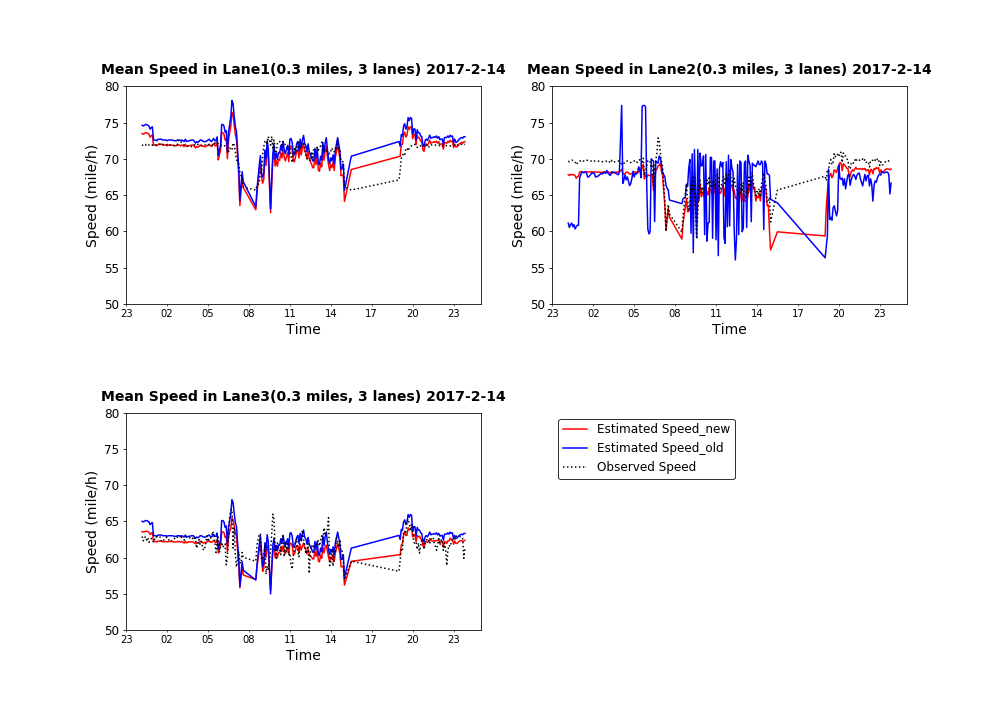 Mean Speed in Lane1(0.3 miles, 3 lanes) 2017-2-14
80
75
70
65
60
55
50
Speed (mile/h)
23 02 05 08 11 14 17 20 23
Time
Mean Speed in Lane2(0.3 miles, 3 lanes) 2017-2-14
80
75
70
65
60
55
50
Speed (mile/h)
23 02 05 08 11 14 17 20 23
Time
Mean Speed in Lane3(0.3 miles, 3 lanes) 2017-2-14
80
75
70
65
60
55
50
Speed (mile/h)
23 02 05 08 11 14 17 20 23
Time
Estimated Speed_new
Estimated Speed_old
Observed Speed